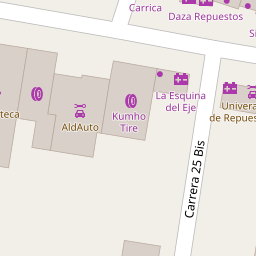 Carrica
Daza Repuestos
La Esquina
del Eje
Kumho
Tire
AldAuto
de Repues
Carrera 25 Bis